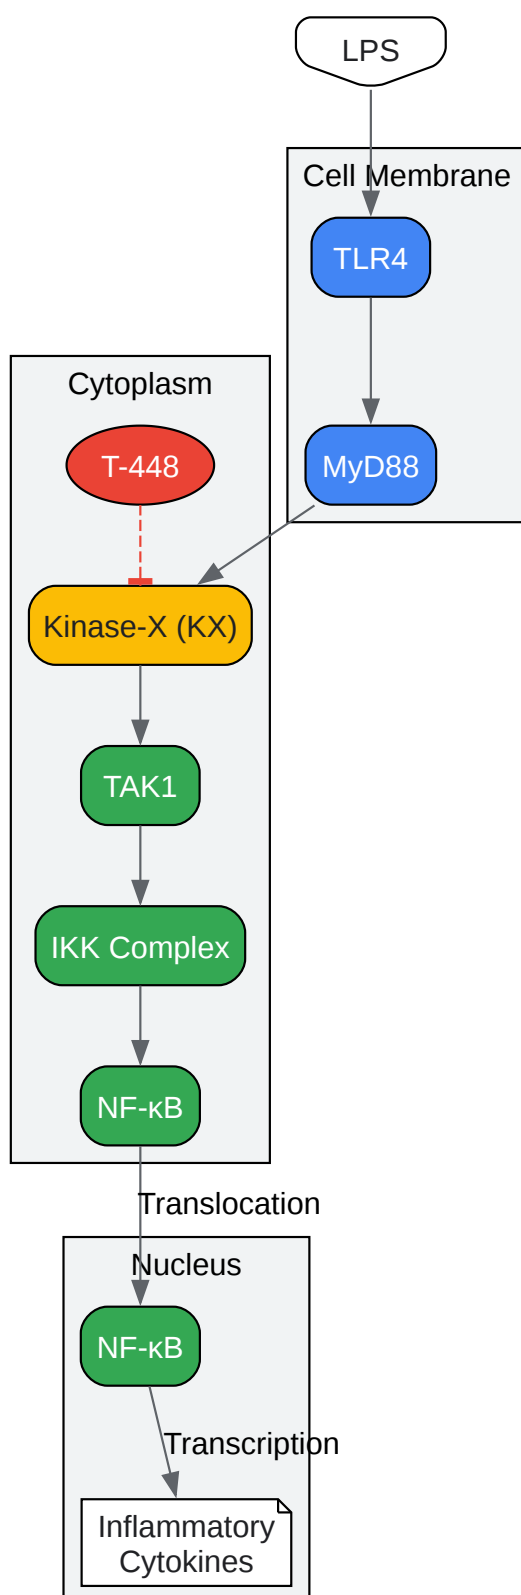 LPS
Cell Membrane
TLR4
Cytoplasm
T-448
MyD88
Kinase-X (KX)
TAK1
IKK Complex
NF-κB
Translocation
Nucleus
NF-κB
Transcription
Inflammatory
Cytokines